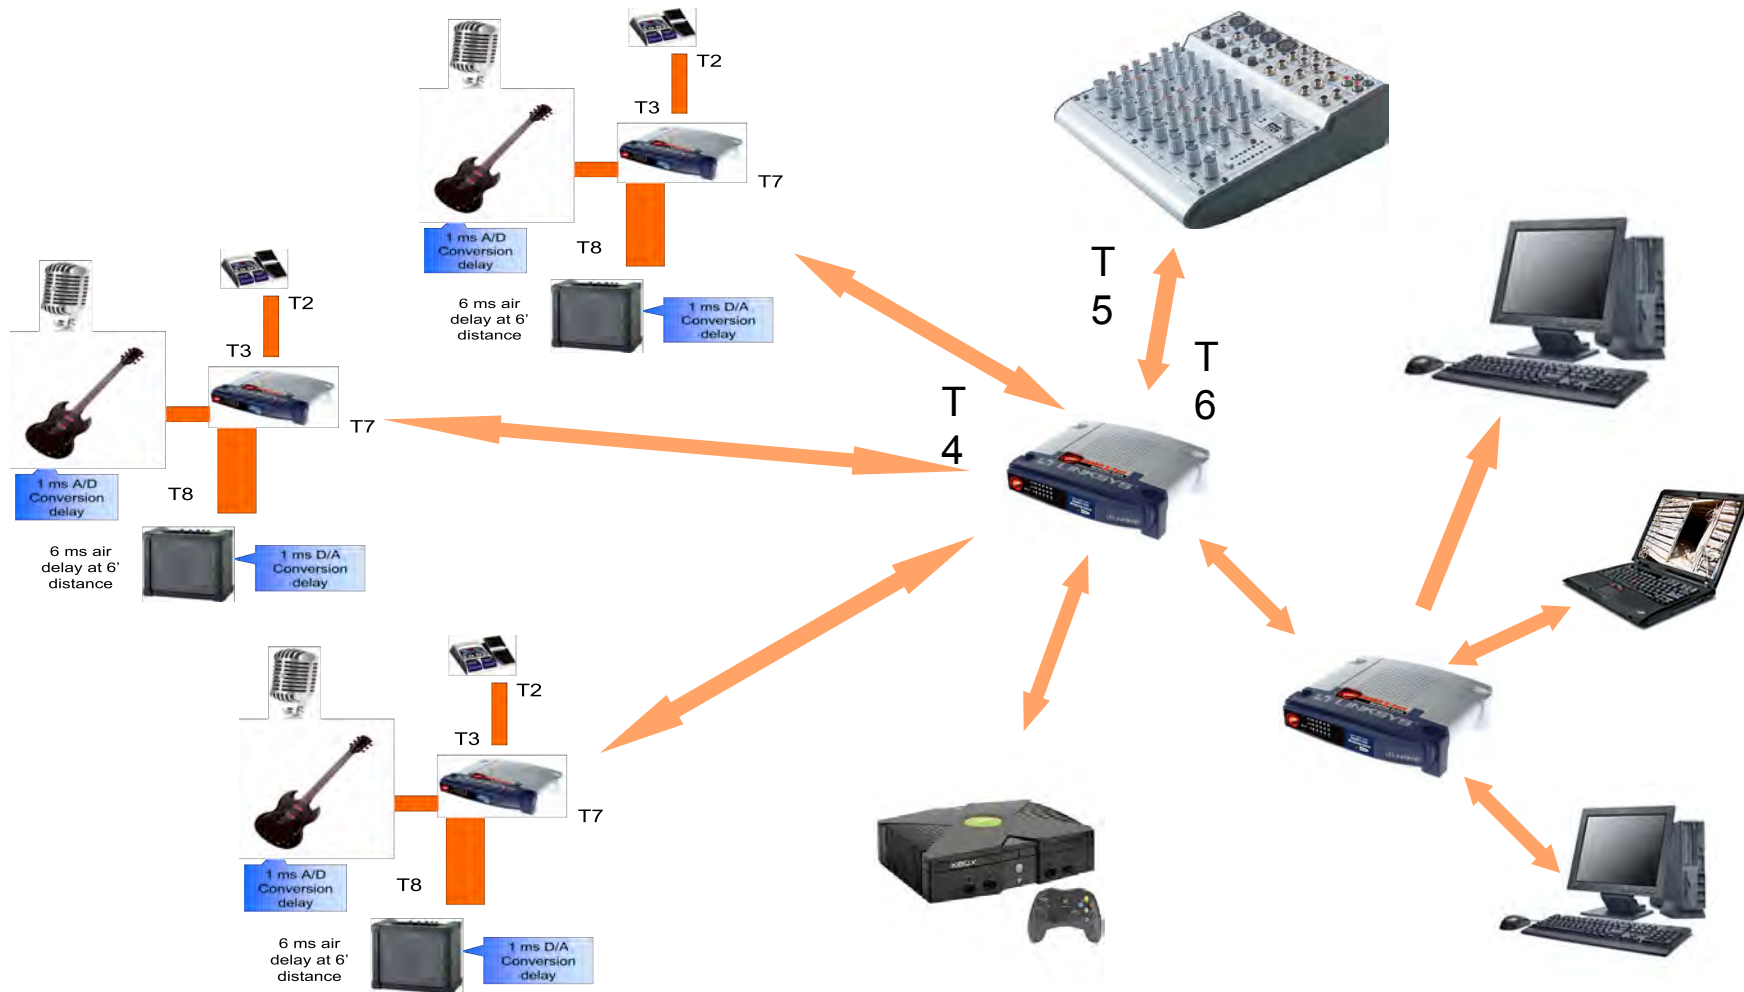 T2
T3
T7
1 ms A/D
Conversion
delay
T8
6 ms air
delay at 6'
distance
1 ms D/A
Conversion
delay
T
5
T
6
T
4
LINKSYS
T2
T3
T7
1 ms A/D
Conversion
delay
T8
6 ms air
delay at 6'
distance
1 ms D/A
Conversion
delay
T2
T3
T7
1 ms A/D
Conversion
delay
T8
6 ms air
delay at 6'
distance
1 ms D/A
Conversion
delay
LINKSYS
XBOX